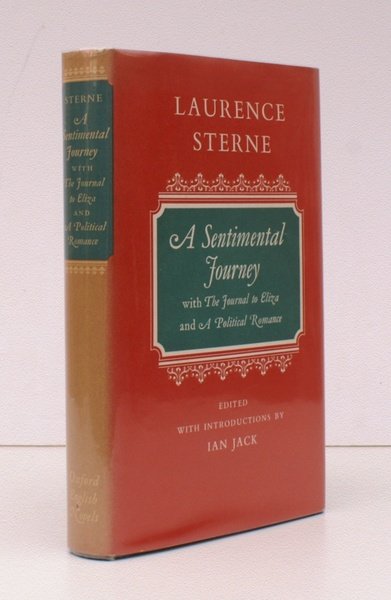 STERNE
A
Sentimental
Journey
WITH
The Journal
to Eliza
AND
A Political
Romance
Oxford
English
Novels
LAURENCE
STERNE
A Sentimental
Journey
with The Journal to Eliza
and A Political Romance
EDITED
WITH INTRODUCTIONS BY
IAN JACK